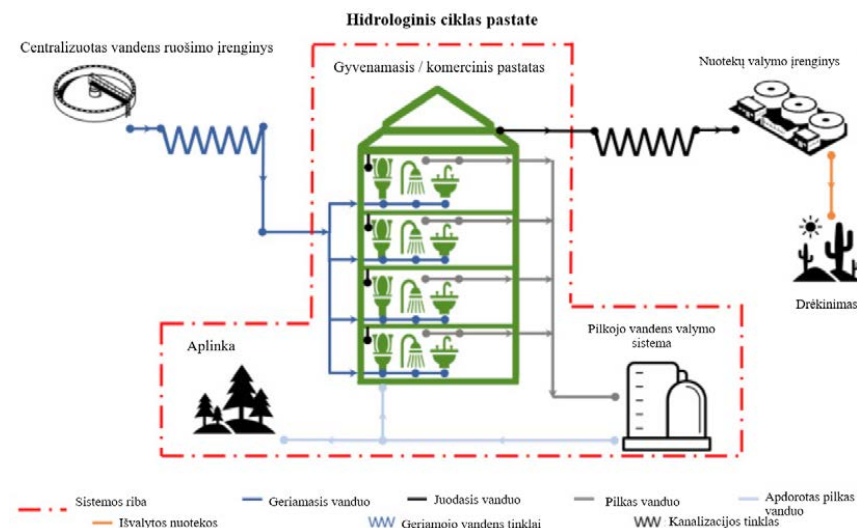 Hidrologinis ciklas pastate
Centralizuotas vandens ruošimo įrenginys
Gyvenamasis / komercinis pastatas
Nuotekų valymo įrenginys
Drėkinimas
Aplinka
Pilkojo vandens valymo
sistema
Sistemos riba
Geriamasis vanduo
Juodasis vanduo
Pilkas vanduo
Apdorotas pilkas
vanduo
Išvalytos nuotekos
Geriamojo vandens tinklai
Kanalizacijos tinklas